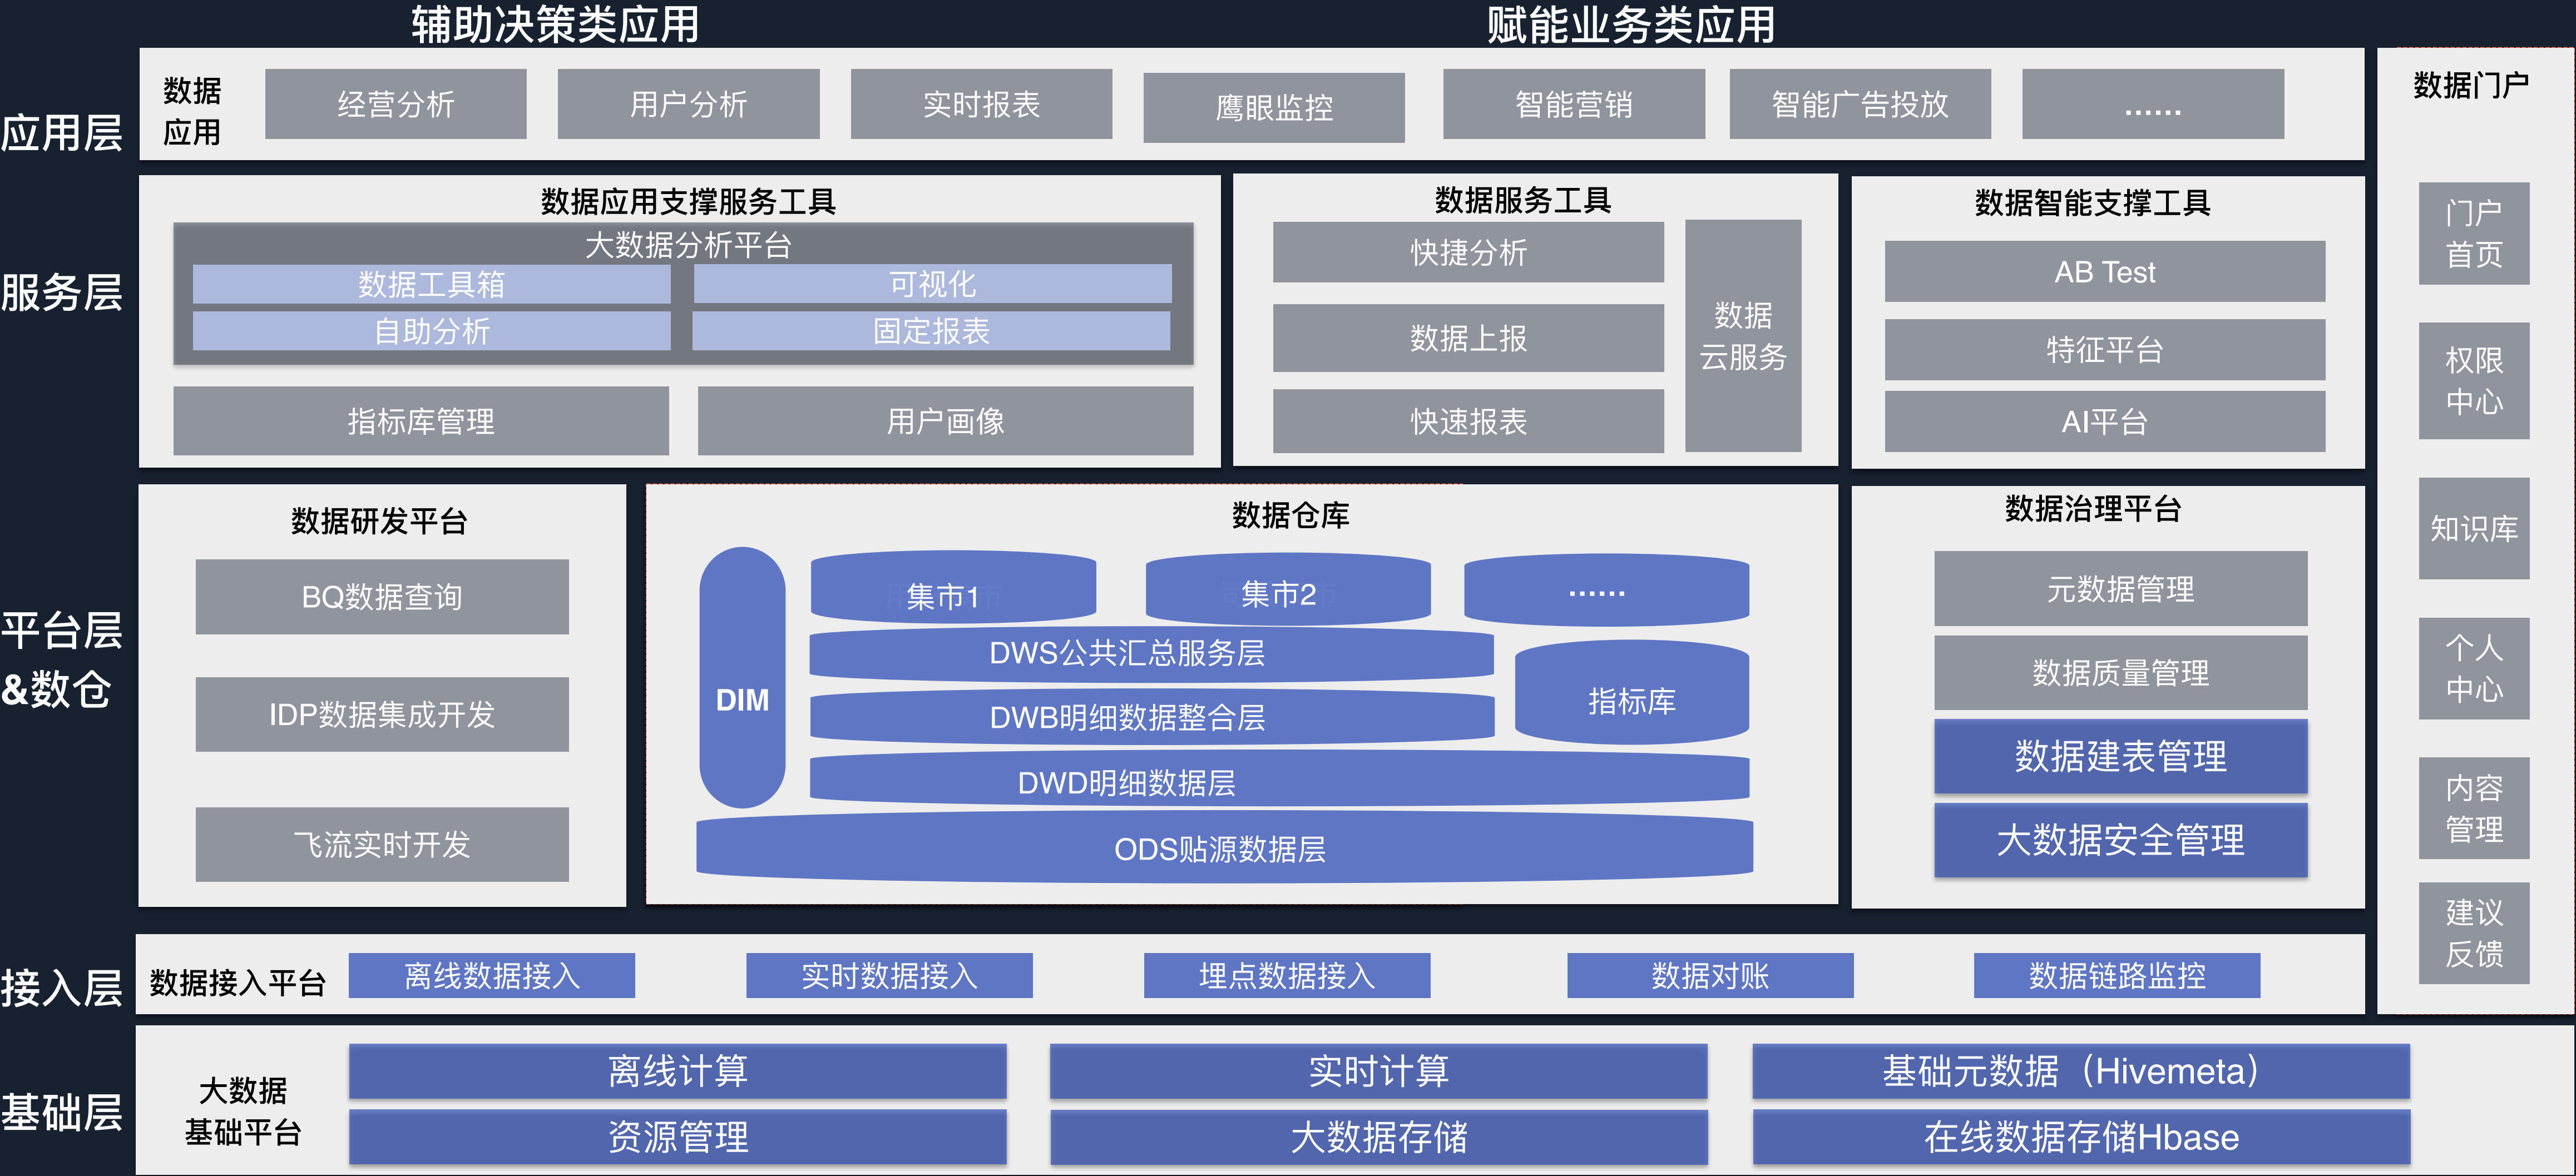 辅助决策类应用
赋能业务类应用
应用层
数据
应用
经营分析
用户分析
实时报表
鹰眼监控
智能营销
智能广告投放
......
服务层
数据应用支撑服务工具
大数据分析平台
数据工具箱
可视化
自助分析
固定报表
指标库管理
用户画像
数据服务工具
快捷分析
数据上报
快速报表
数据
云服务
数据智能支撑工具
AB Test
特征平台
AI平台
平台层
&数仓
数据研发平台
BQ数据查询
IDP数据集成开发
飞流实时开发
数据仓库
DIM
集市1
集市2
......
DWS公共汇总服务层
DWB明细数据整合层
指标库
DWD明细数据层
ODS贴源数据层
数据治理平台
元数据管理
数据质量管理
数据建表管理
大数据安全管理
接入层
数据接入平台
离线数据接入
实时数据接入
埋点数据接入
数据对账
数据链路监控
基础层
大数据
基础平台
离线计算
实时计算
基础元数据（Hivemeta）
资源管理
大数据存储
在线数据存储Hbase
数据门户
门户
首页
权限
中心
知识库
个人
中心
内容
管理
建议
反馈